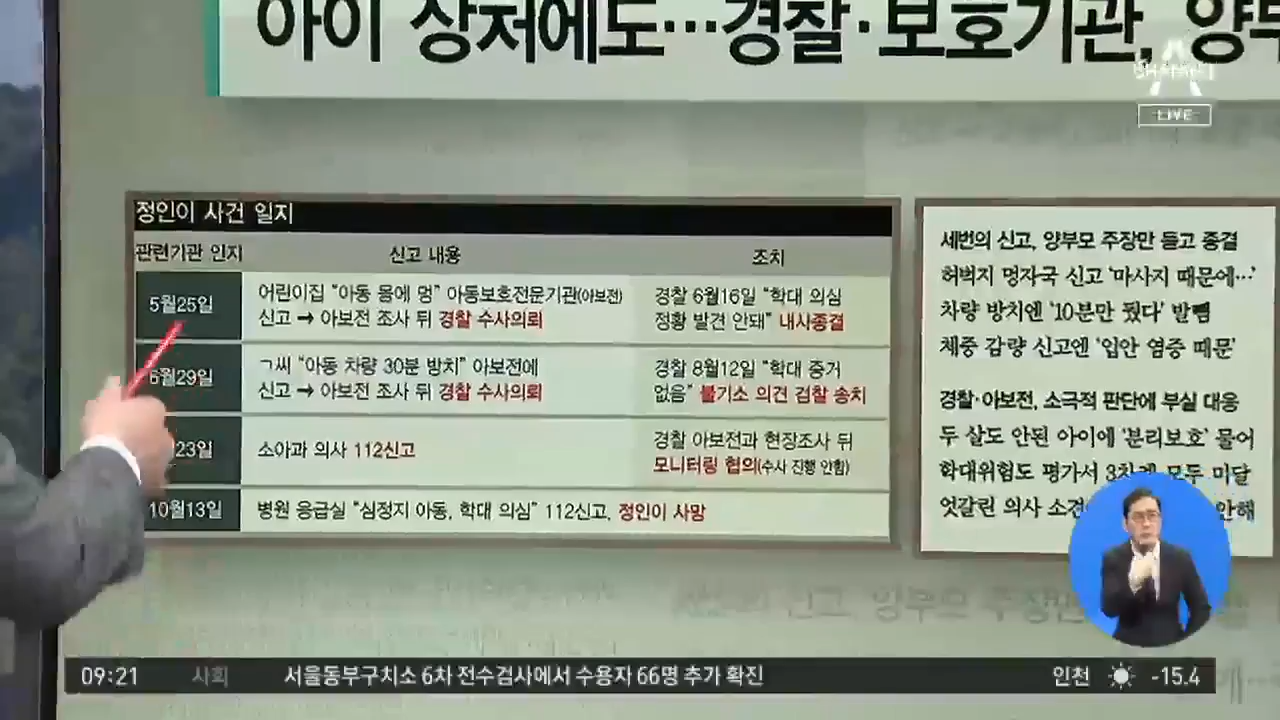 아이 상처에도…경찰·보호기관, 양부
CHANNEL A
LIVE
정인이 사건 일지
관련기관 인지 신고 내용 조치
5월25일 어린이집 "아동 몸에 멍" 아동보호전문기관(아보전) 경찰 6월16일 "학대 의심
신고 → 아보전 조사 뒤 경찰 수사의뢰 정황 발견 안돼" 내사종결
6월29일 ㄱ씨 "아동 차량 30분 방치" 아보전에 경찰 8월12일 "학대 증거
신고 → 아보전 조사 뒤 경찰 수사의뢰 없음" 불기소 의견 검찰 송치
23일 소아과 의사 112신고 경찰 아보전과 현장조사 뒤
모니터링 협의(수사 진행 안함)
10월13일 병원 응급실 "심정지 아동, 학대 의심" 112신고, 정인이 사망
세번의 신고, 양부모 주장만 듣고 종결
허벅지 멍자국 신고 '마사지 때문에…'
차량 방치엔 '10분만 뒀다' 발뺌
체중 감량 신고엔 '입안 염증 때문'
경찰·아보전, 소극적 판단에 부실 대응
두 살도 안된 아이에 '분리보호' 물어
학대위험도 평가서 3차례 모두 미달
엇갈린 의사 소견 안해
09:21 사회 서울동부구치소 6차 전수검사에서 수용자 66명 추가 확진 인천 -15.4